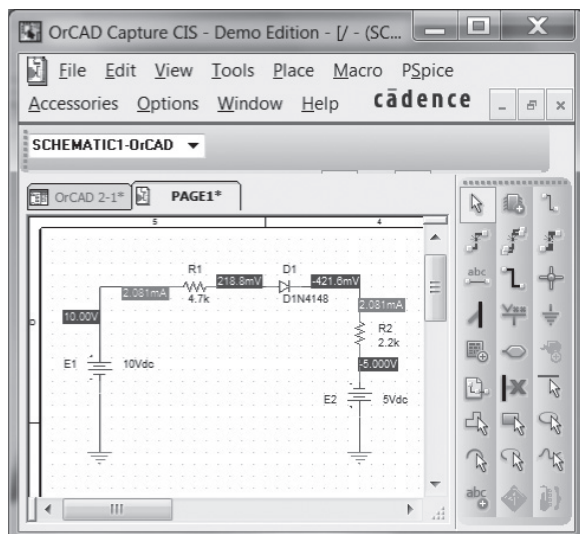 OrCAD Capture CIS - Demo Edition - [/ - (SC...
File Edit View Tools Place Macro PSpice
Accessories Options Window Help cādence
SCHEMATIC1-OrCAD
OrCAD 2-1* PAGE1*
5 4
R1 D1
218.8mV -421.6mV
2.081mA 4.7k D1N4148 2.081mA
10.00V
R2
2.2k
-5.000V
E1 10Vdc
E2 5Vdc
abc
abc